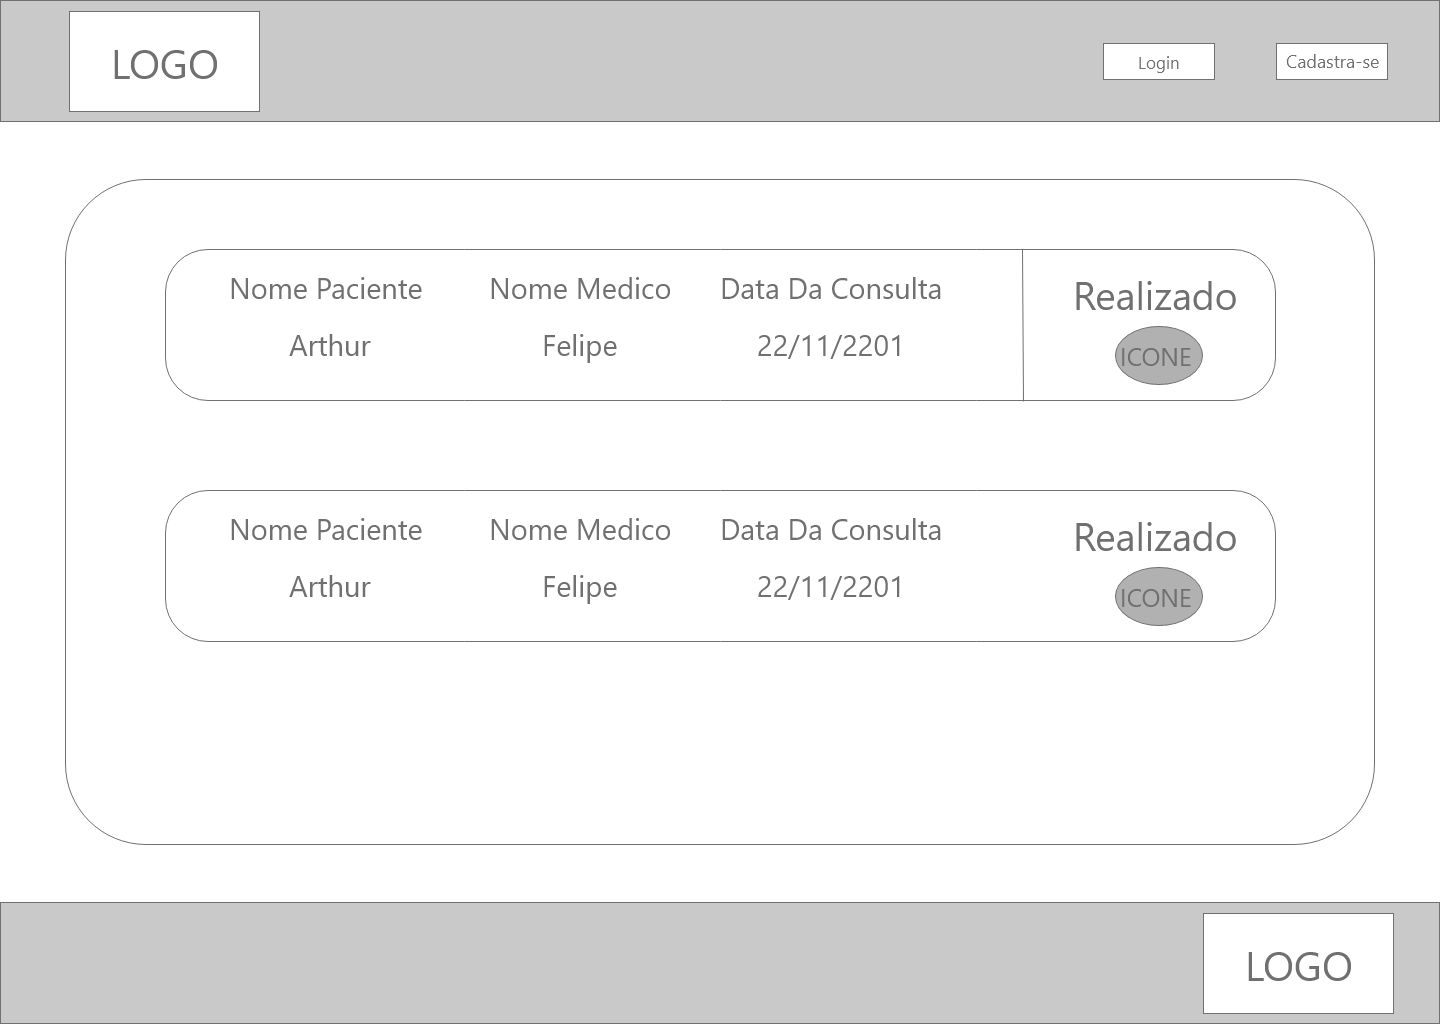 LOGO
Login
Cadastra-se
Nome Paciente Nome Medico Data Da Consulta Realizado
Arthur Felipe 22/11/2201 ICONE
Nome Paciente Nome Medico Data Da Consulta Realizado
Arthur Felipe 22/11/2201 ICONE
LOGO